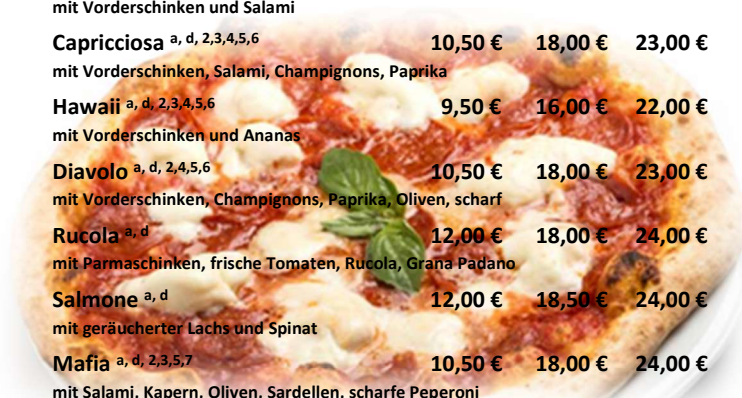 mit Vorderschinken und Salami
Capricciosa a, d, 2,3,4,5,6 10,50 € 18,00 € 23,00 €
mit Vorderschinken, Salami, Champignons, Paprika
Hawaii a, d, 2,3,4,5,6 9,50 € 16,00 € 22,00 €
mit Vorderschinken und Ananas
Diavolo a, d, 2,4,5,6 10,50 € 18,00 € 23,00 €
mit Vorderschinken, Champignons, Paprika, Oliven, scharf
Rucola a, d 12,00 € 18,00 € 24,00 €
mit Parmaschinken, frische Tomaten, Rucola, Grana Padano
Salmone a, d 12,00 € 18,50 € 24,00 €
mit geräucherter Lachs und Spinat
Mafia a, d, 2,3,5,7 10,50 € 18,00 € 24,00 €
mit Salami, Kapern, Oliven, Sardellen, scharfe Peperoni